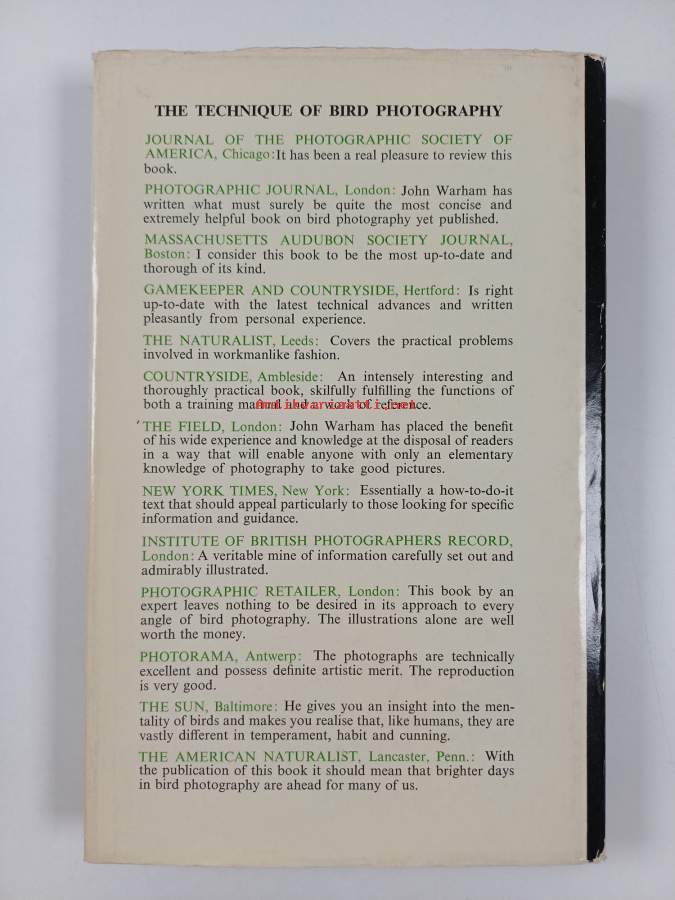 THE TECHNIQUE OF BIRD PHOTOGRAPHY
JOURNAL OF THE PHOTOGRAPHIC SOCIETY OF
AMERICA, Chicago: It has been a real pleasure to review this
book.
PHOTOGRAPHIC JOURNAL, London: John Warham has
written what must surely be quite the most concise and
extremely helpful book on bird photography yet published.
MASSACHUSETTS AUDUBON SOCIETY JOURNAL,
Boston: I consider this book to be the most up-to-date and
thorough of its kind.
GAMEKEEPER AND COUNTRYSIDE, Hertford: Is right
up-to-date with the latest technical advances and written
pleasantly from personal experience.
THE NATURALIST, Leeds: Covers the practical problems
involved in workmanlike fashion.
COUNTRYSIDE, Ambleside: An intensely interesting and
thoroughly practical book, skilfully fulfilling the functions of
both a training manual and a work of reference.
Antikvariaatti.net
THE FIELD, London: John Warham has placed the benefit
of his wide experience and knowledge at the disposal of readers
in a way that will enable anyone with only an elementary
knowledge of photography to take good pictures.
NEW YORK TIMES, New York: Essentially a how-to-do-it
text that should appeal particularly to those looking for specific
information and guidance.
INSTITUTE OF BRITISH PHOTOGRAPHERS RECORD,
London: A veritable mine of information carefully set out and
admirably illustrated.
PHOTOGRAPHIC RETAILER, London: This book by an
expert leaves nothing to be desired in its approach to every
angle of bird photography. The illustrations alone are well
worth the money.
PHOTORAMA, Antwerp: The photographs are technically
excellent and possess definite artistic merit. The reproduction
is very good.
THE SUN, Baltimore: He gives you an insight into the men-
tality of birds and makes you realise that, like humans, they are
vastly different in temperament, habit and cunning.
THE AMERICAN NATURALIST, Lancaster, Penn.: With
the publication of this book it should mean that brighter days
in bird photography are ahead for many of us.